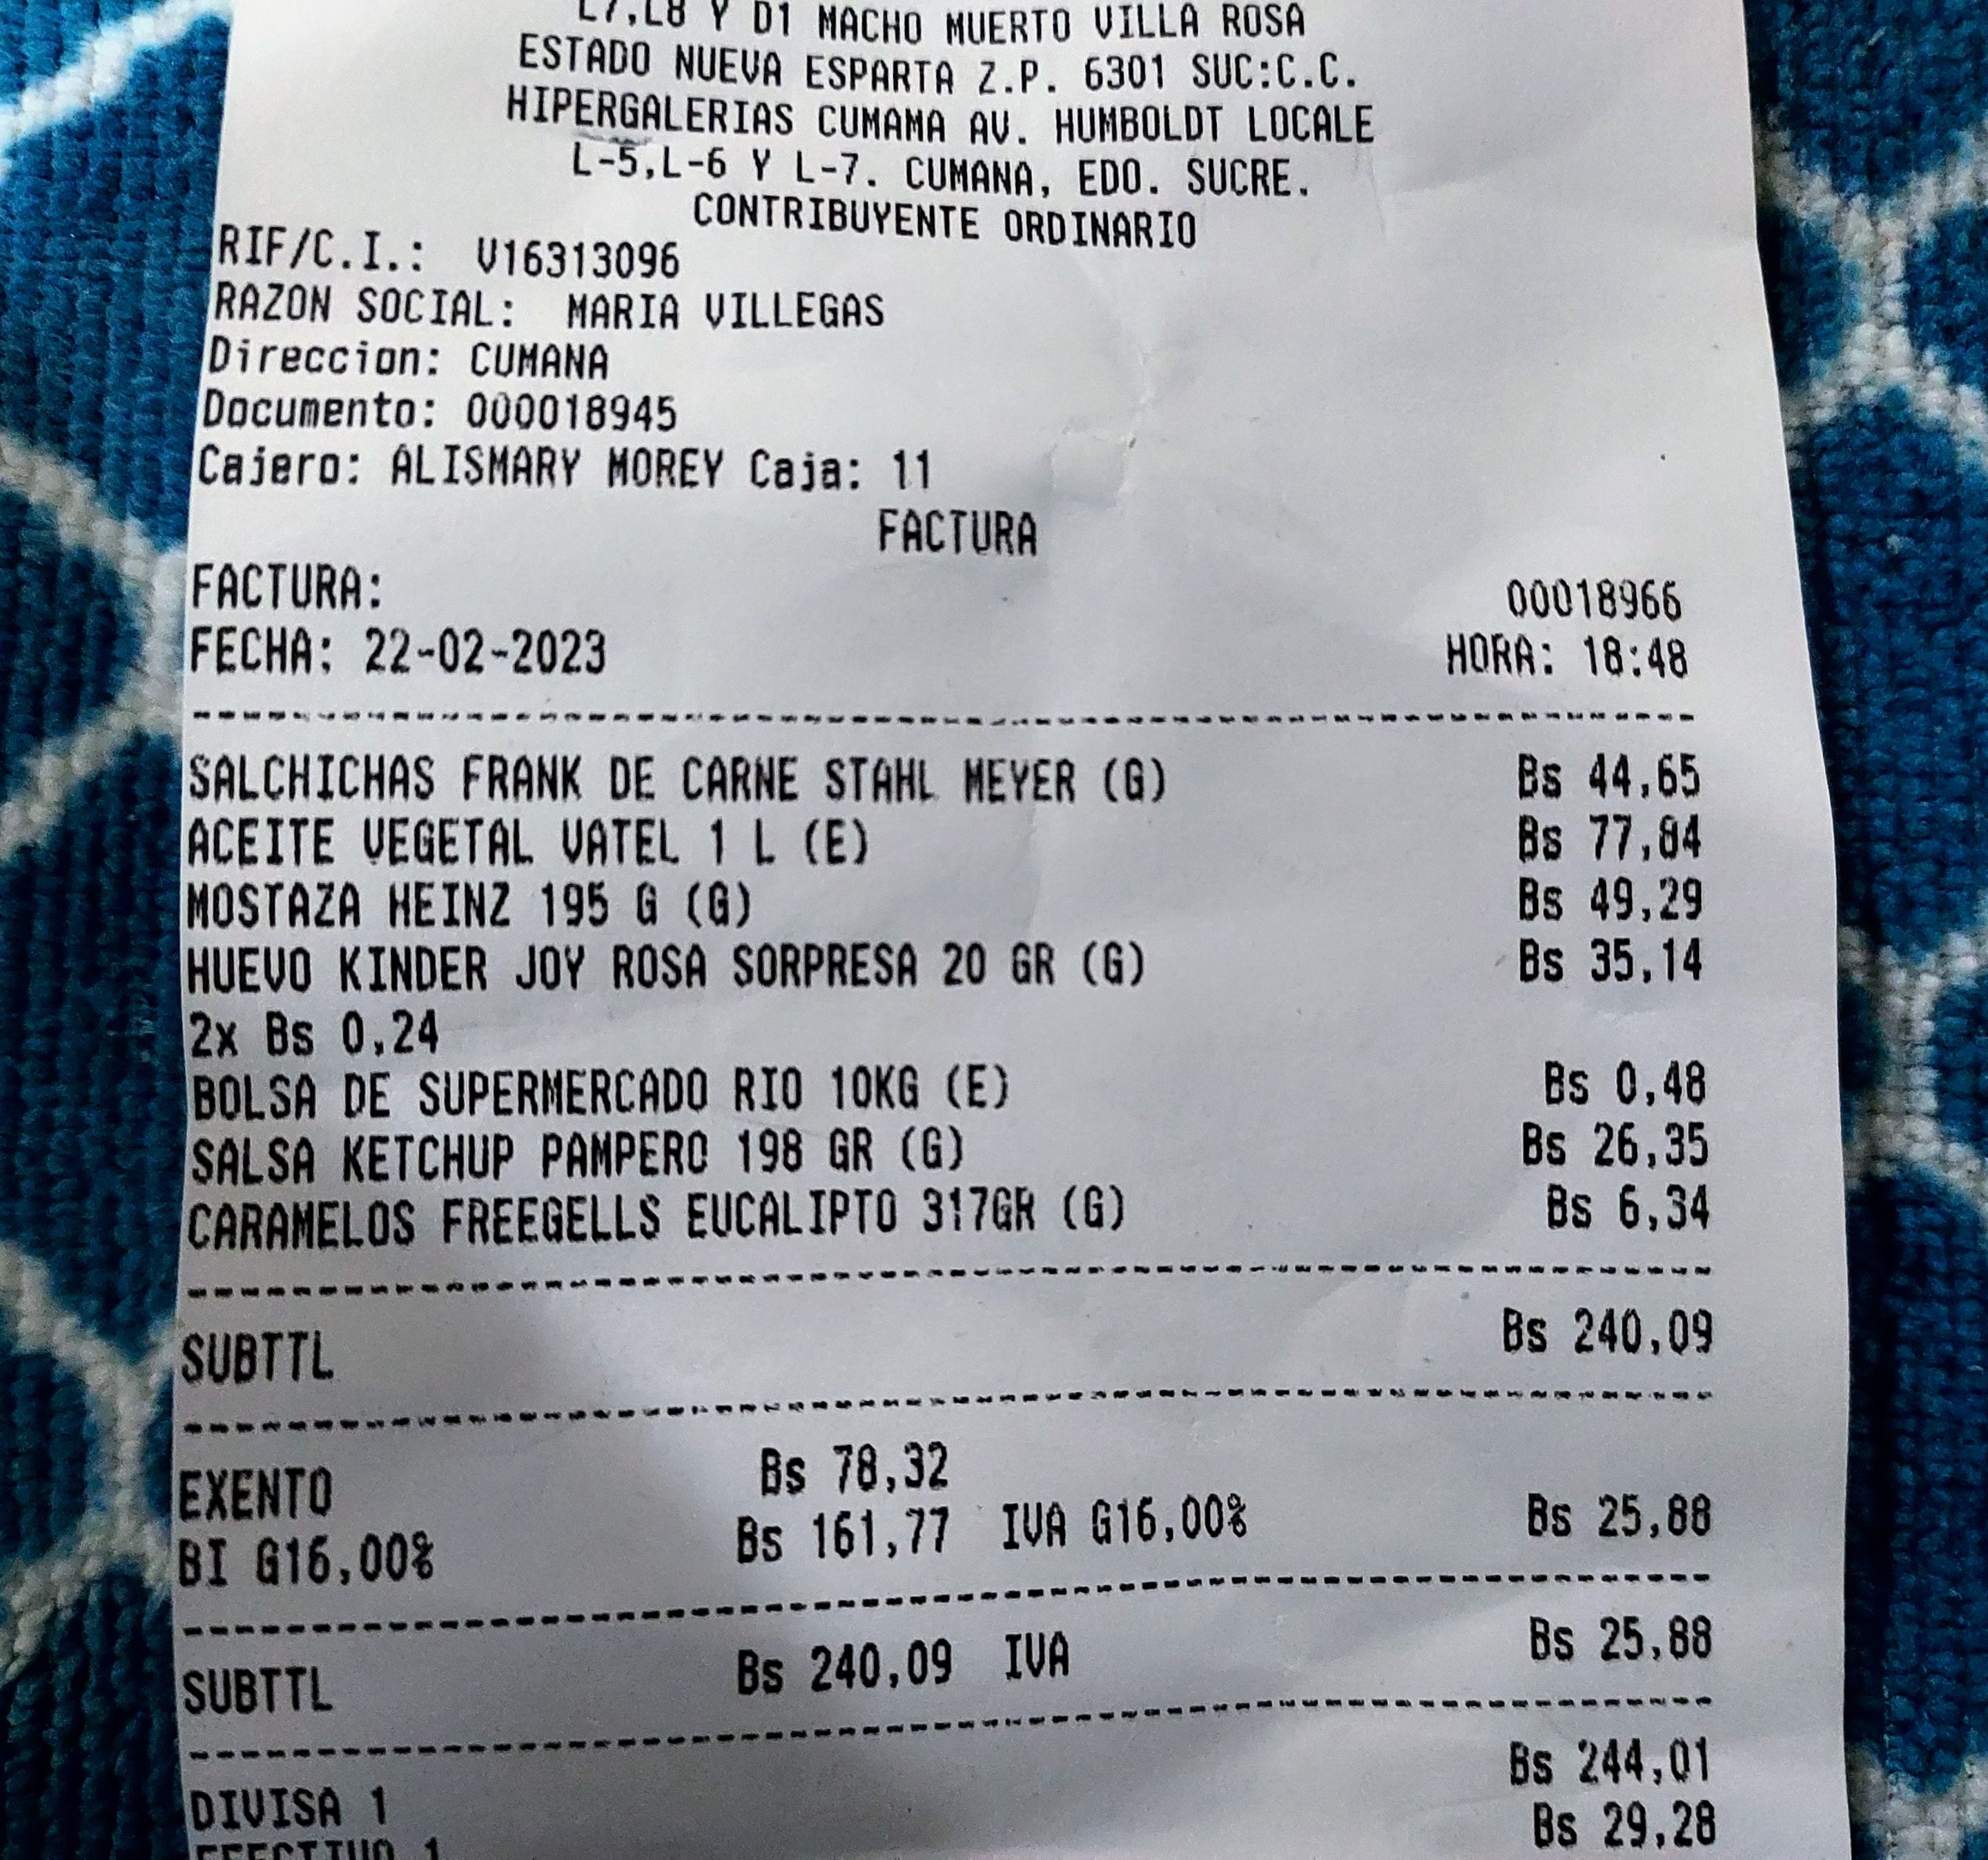 L7,L8 Y D1 MACHO MUERTO VILLA ROSA
ESTADO NUEVA ESPARTA Z.P. 6301 SUC:C.C.
HIPERGALERIAS CUMAMA AV. HUMBOLDT LOCALE
L-5,L-6 Y L-7. CUMANA, EDO. SUCRE.
CONTRIBUYENTE ORDINARIO
RIF/C.I.: V16313096
RAZON SOCIAL: MARIA VILLEGAS
Direccion: CUMANA
Documento: 000018945
Cajero: ALISMARY MOREY Caja: 11
FACTURA
FACTURA: 00018966
FECHA: 22-02-2023 HORA: 18:48
SALCHICHAS FRANK DE CARNE STAHL MEYER (G) Bs 44,65
ACEITE VEGETAL VATEL 1 L (E) Bs 77,84
MOSTAZA HEINZ 195 G (G) Bs 49,29
HUEVO KINDER JOY ROSA SORPRESA 20 GR (G) Bs 35,14
2x Bs 0,24
BOLSA DE SUPERMERCADO RIO 10KG (E) Bs 0,48
SALSA KETCHUP PAMPERO 198 GR (G) Bs 26,35
CARAMELOS FREEGELLS EUCALIPTO 317GR (G) Bs 6,34
SUBTTL Bs 240,09
EXENTO Bs 78,32
BI G16,00% Bs 161,77 IVA G16,00% Bs 25,88
SUBTTL Bs 240,09 IVA Bs 25,88
DIVISA 1 Bs 244,01
EFECTIVO 1 Bs 29,28